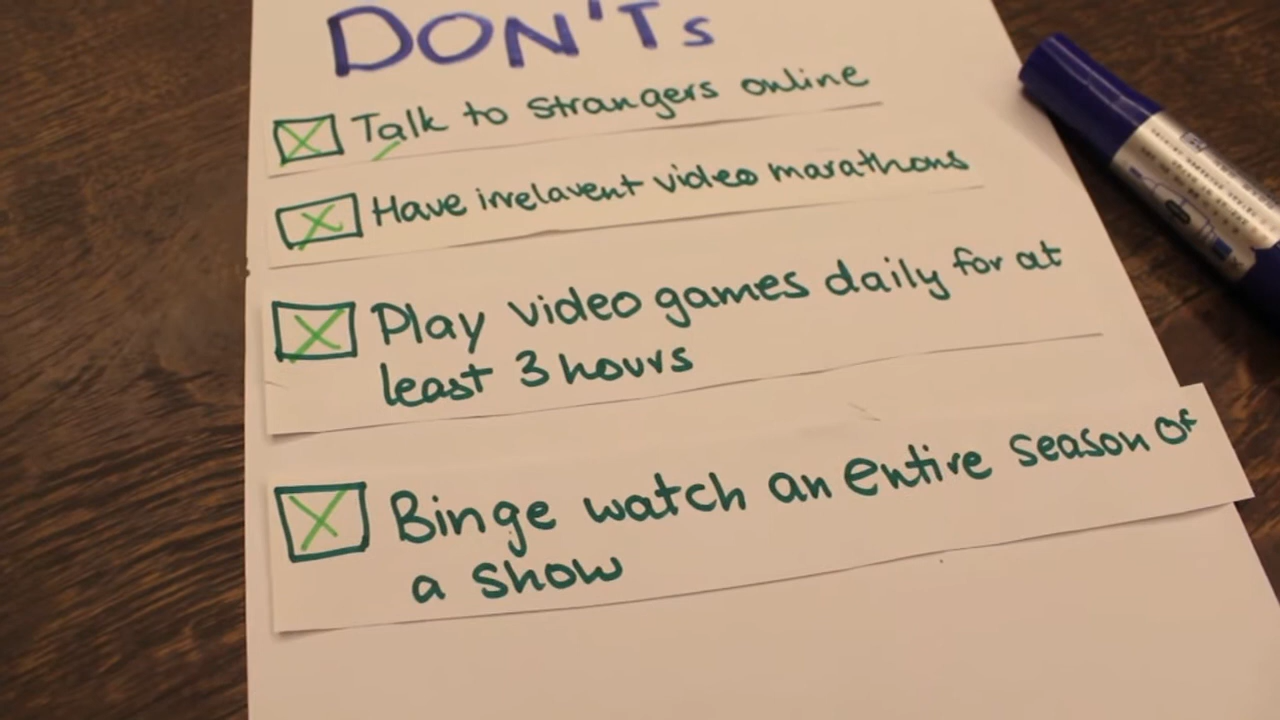 DON'Ts
Talk to strangers online
Have irrelavent video marathons
Play video games daily for at
least 3 hours
Binge watch an entire season of
a show